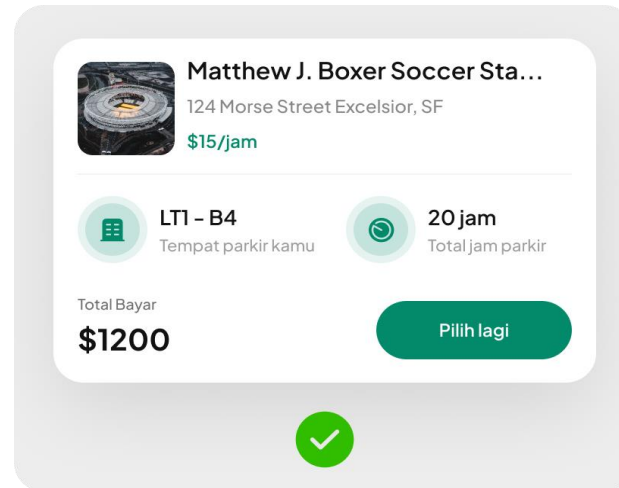 Matthew J. Boxer Soccer Sta...
124 Morse Street Excelsior, SF
$15/jam
LT1 - B4
Tempat parkir kamu
20 jam
Total jam parkir
Total Bayar
$1200
Pilih lagi